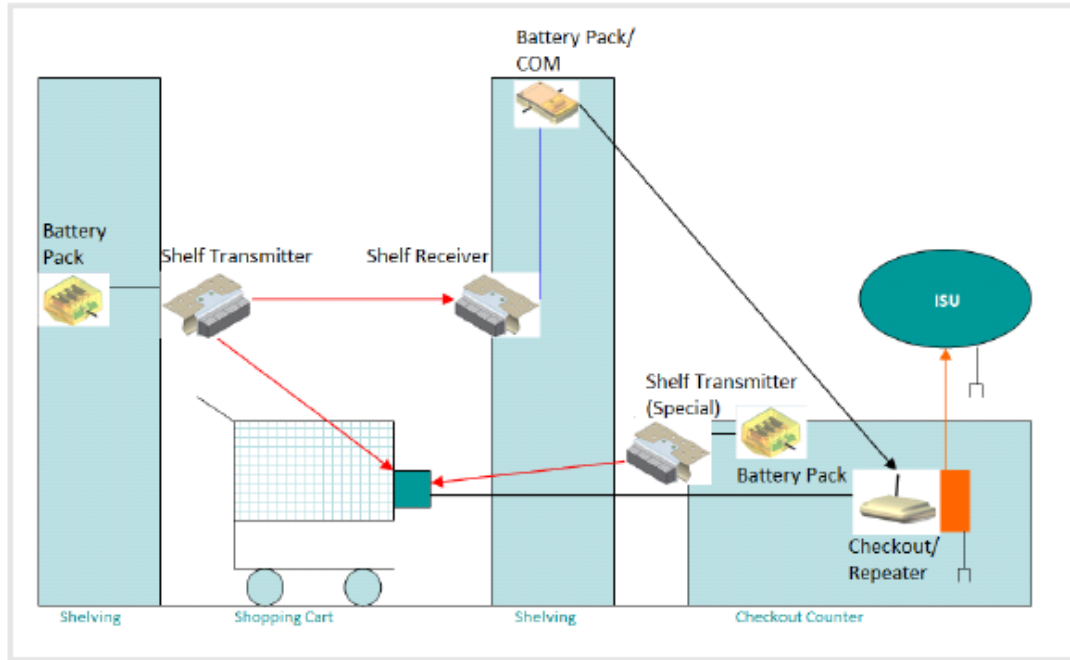 Battery Pack/
COM
Battery
Pack
Shelf Transmitter
Shelf Receiver
ISU
Shelf Transmitter
(Special)
Battery Pack
Checkout/
Repeater
Shelving
Shopping Cart
Shelving
Checkout Counter